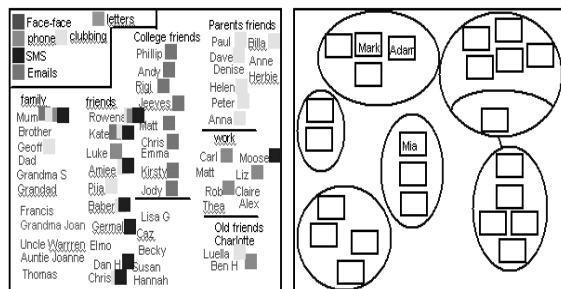 Face-face
letters
phone clubbing
SMS
Emails
family
Mum
Brother
Geoff
Dad
Grandma S
Grandad
Francis
Grandma Joan
Uncle Warrren
Auntie Joanne
Thomas
friends
Rowena
Kate
Luke
Amiee
Piia
Baber
Germal
Elmo
Dan H
Chris
College friends
Phillip
Andy
Rigi
Jeeves
Matt
Chris
Emma
Kirsty
Jody
Lisa G
Caz
Becky
Susan
Hannah
Parents friends
Paul Billa
Dave Anne
Denise
Herbie
Helen
Peter
Anna
work
Carl Moose
Matt Liz
Rob Claire
Thea Alex
Old friends
Charlotte
Luella
Ben H
Mark Adam
Mia